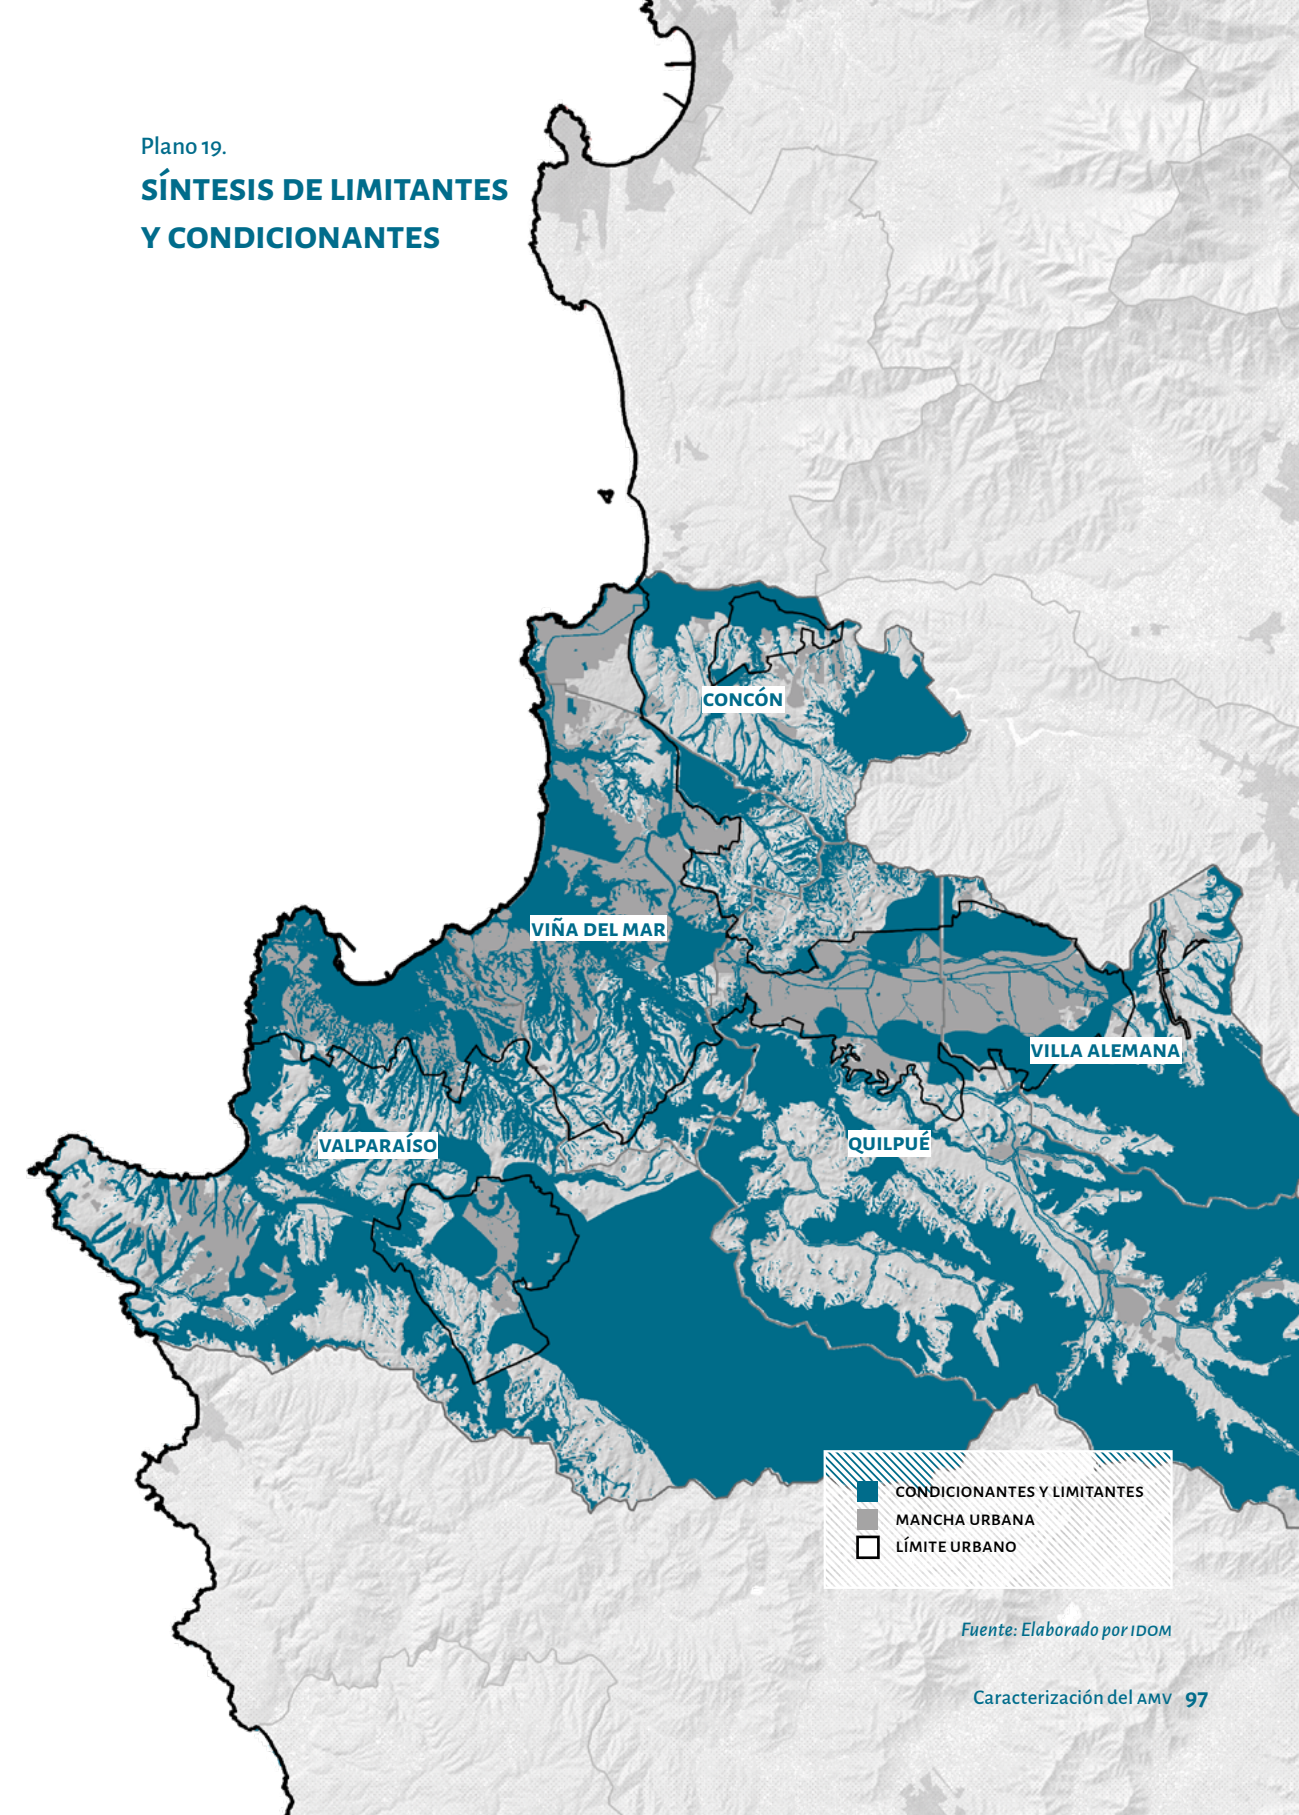 Plano 19.
SÍNTESIS DE LIMITANTES
Y CONDICIONANTES
CONCÓN
VIÑA DEL MAR
VILLA ALEMANA
VALPARAÍSO
QUILPUÉ
CONDICIONANTES Y LIMITANTES
MANCHA URBANA
LÍMITE URBANO
Fuente: Elaborado por IDOM
Caracterización del AMV 97